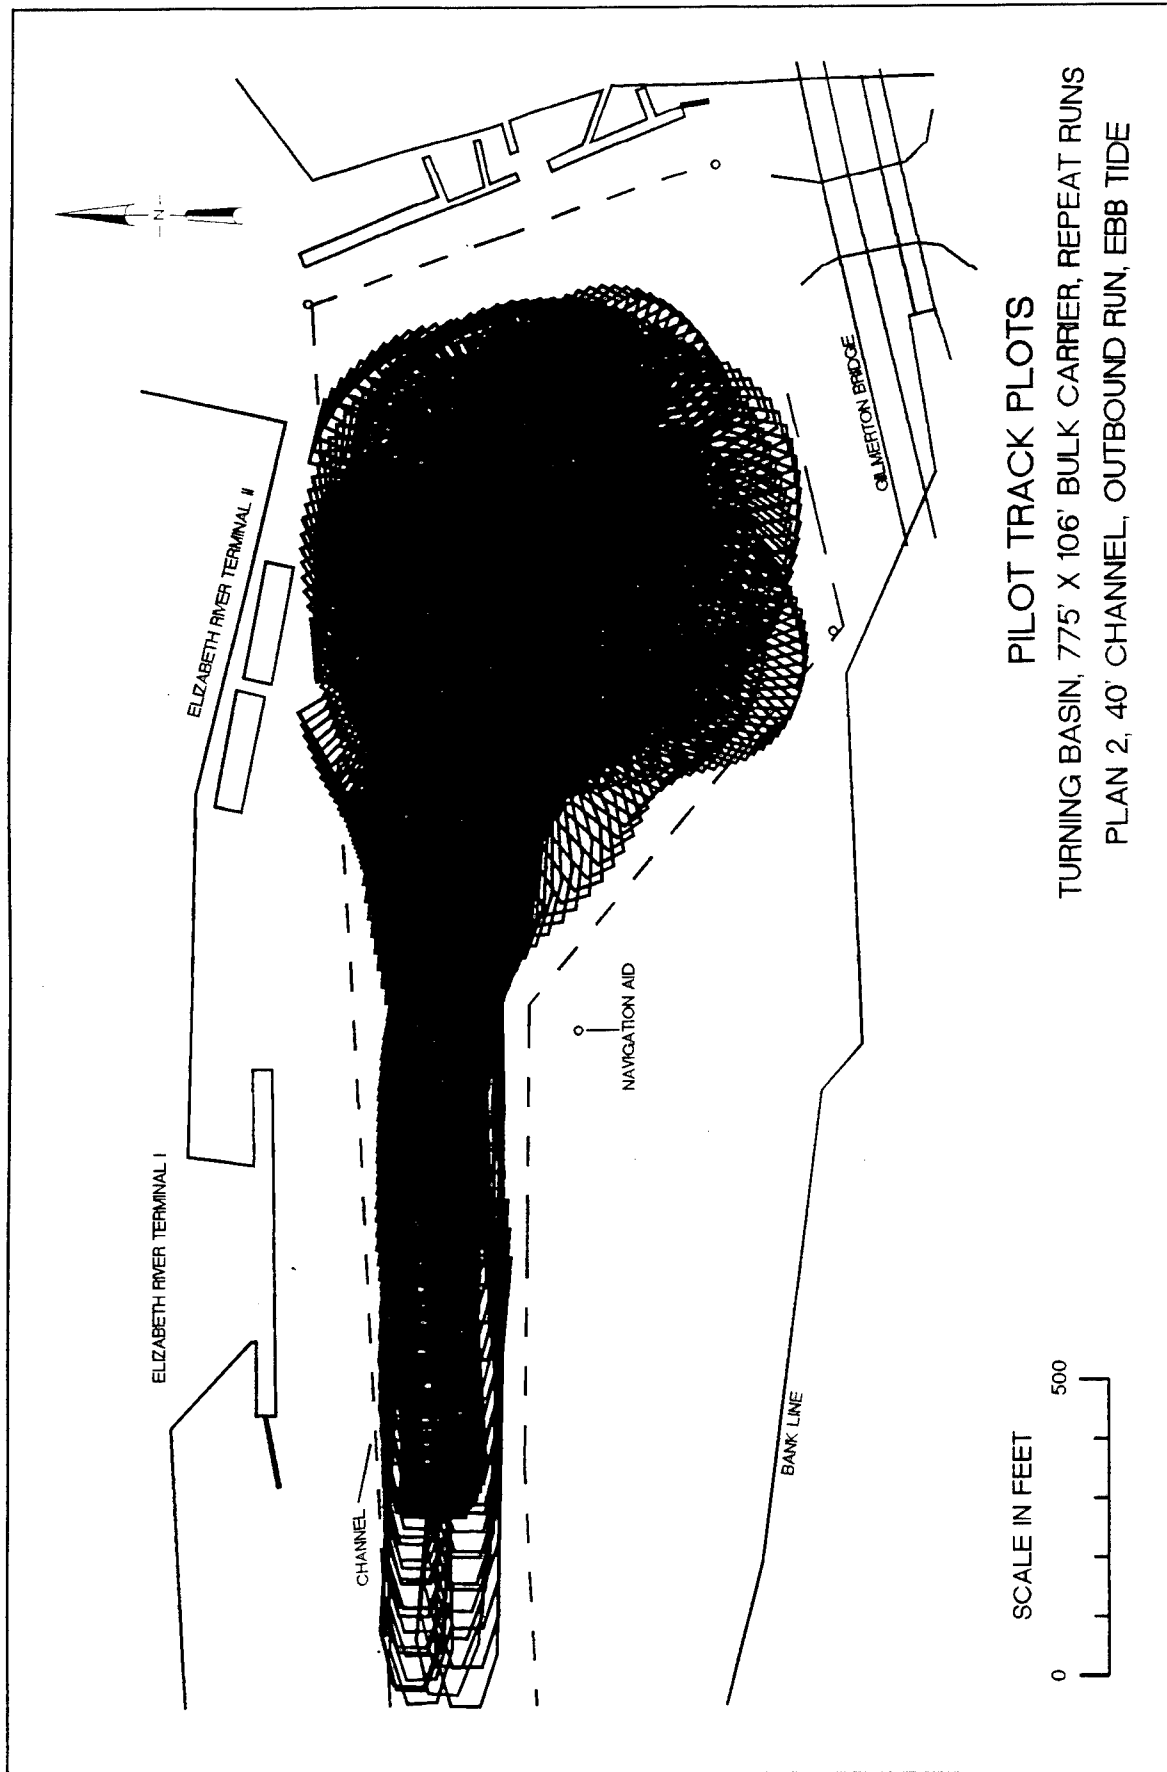 -N-
ELIZABETH RIVER TERMINAL II
ELIZABETH RIVER TERMINAL I
GILMERTON BRIDGE
NAVIGATION AID
CHANNEL
BANK LINE
SCALE IN FEET
0 500
PILOT TRACK PLOTS
TURNING BASIN, 775' X 106' BULK CARRIER, REPEAT RUNS
PLAN 2, 40' CHANNEL, OUTBOUND RUN, EBB TIDE